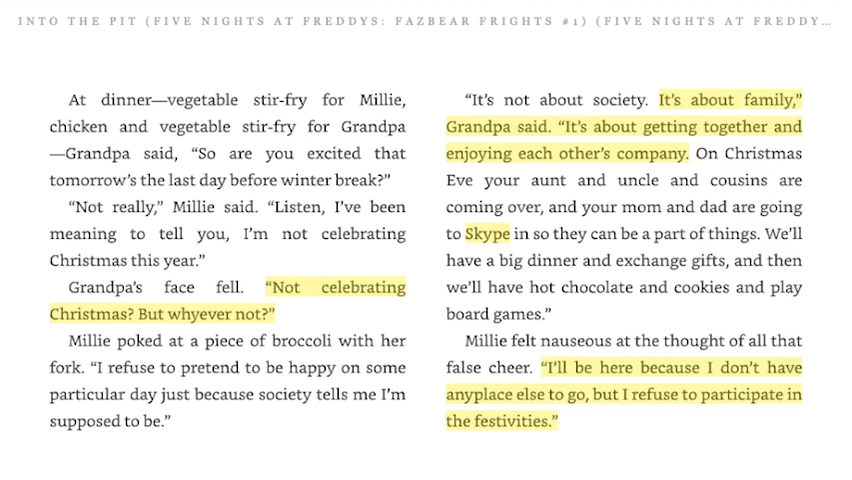 INTO THE PIT (FIVE NIGHTS AT FREDDYS: FAZBEAR FRIGHTS #1) (FIVE NIGHTS AT FREDDY…
At dinner—vegetable stir-fry for Millie,
chicken and vegetable stir-fry for Grandpa
—Grandpa said, “So are you excited that
tomorrow’s the last day before winter break?”
“Not really,” Millie said. “Listen, I’ve been
meaning to tell you, I’m not celebrating
Christmas this year.”
Grandpa’s face fell. “Not celebrating
Christmas? But whyever not?”
Millie poked at a piece of broccoli with her
fork. “I refuse to pretend to be happy on some
particular day just because society tells me I’m
supposed to be.”
“It’s not about society. It’s about family,”
Grandpa said. “It’s about getting together and
enjoying each other’s company. On Christmas
Eve your aunt and uncle and cousins are
coming over, and your mom and dad are going
to Skype in so they can be a part of things. We’ll
have a big dinner and exchange gifts, and then
we’ll have hot chocolate and cookies and play
board games.”
Millie felt nauseous at the thought of all that
false cheer. “I’ll be here because I don’t have
anyplace else to go, but I refuse to participate in
the festivities.”